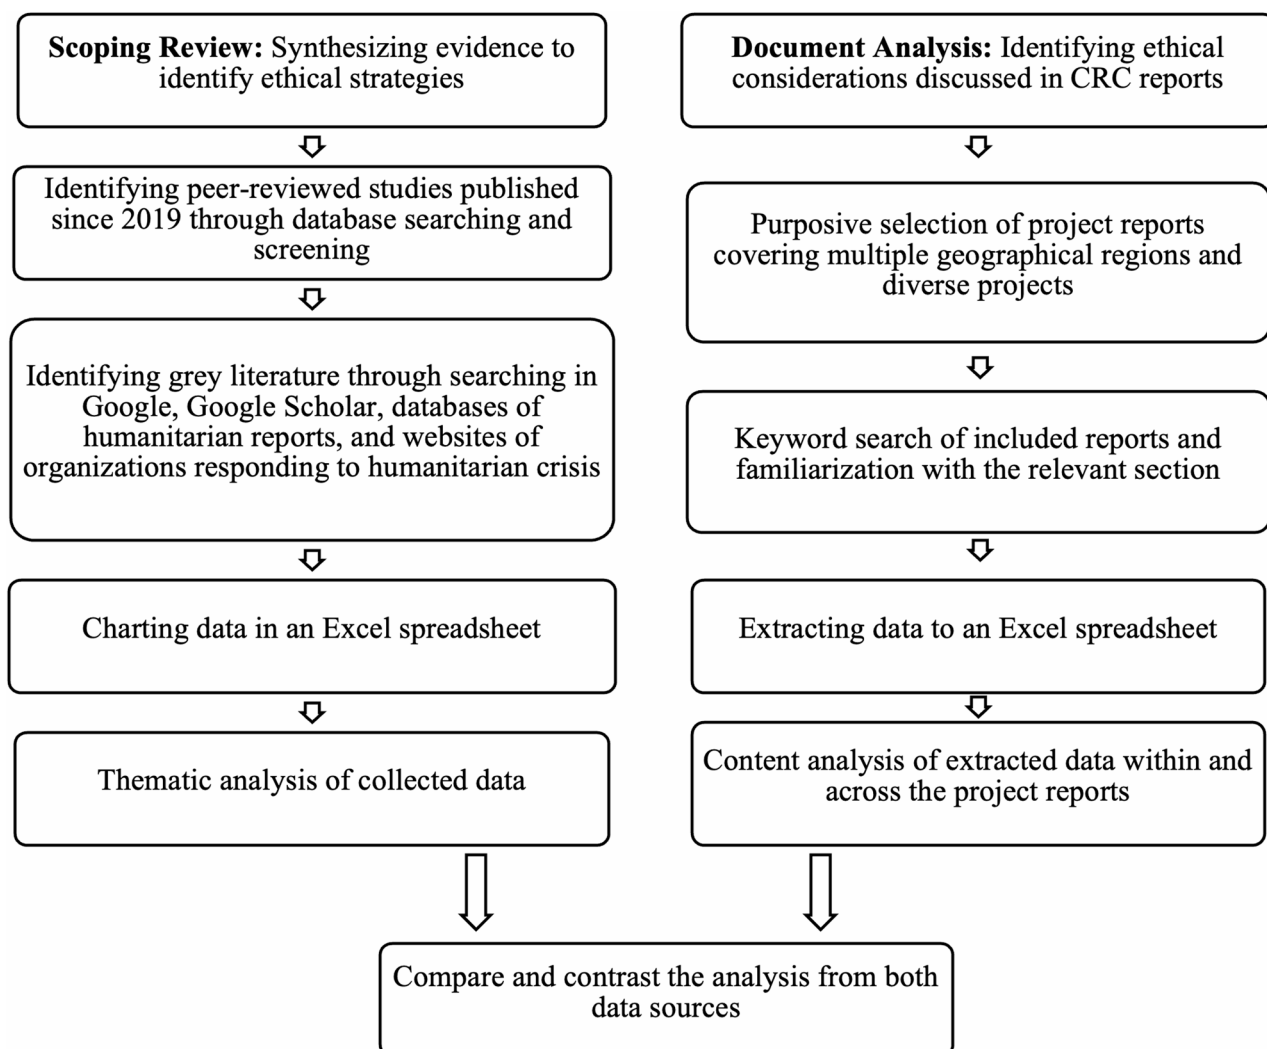 Scoping Review: Synthesizing evidence to
identify ethical strategies
Identifying peer-reviewed studies published
since 2019 through database searching and
screening
Identifying grey literature through searching in
Google, Google Scholar, databases of
humanitarian reports, and websites of
organizations responding to humanitarian crisis
Charting data in an Excel spreadsheet
Thematic analysis of collected data
Document Analysis: Identifying ethical
considerations discussed in CRC reports
Purposive selection of project reports
covering multiple geographical regions and
diverse projects
Keyword search of included reports and
familiarization with the relevant section
Extracting data to an Excel spreadsheet
Content analysis of extracted data within and
across the project reports
Compare and contrast the analysis from both
data sources